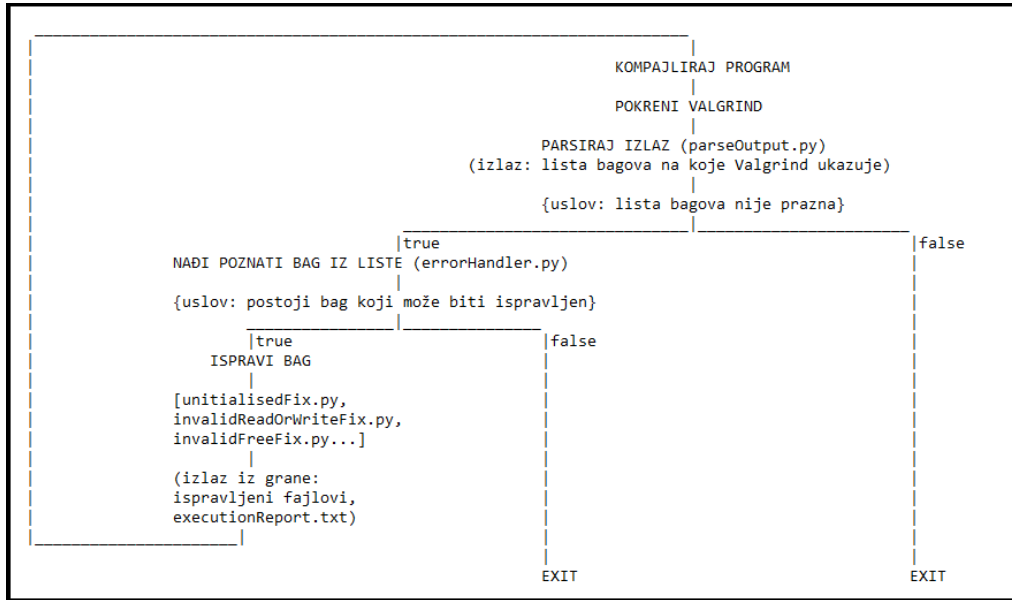 KOMPAJLIRAJ PROGRAM
POKRENI VALGRIND
PARSIRAJ IZLAZ (parseOutput.py)
(izlaz: lista bagova na koje Valgrind ukazuje)
{uslov: lista bagova nije prazna}
true false
NAĐI POZNATI BAG IZ LISTE (errorHandler.py)
{uslov: postoji bag koji može biti ispravljen}
true false
ISPRAVI BAG
[unitialisedFix.py,
invalidReadOrWriteFix.py,
invalidFreeFix.py...]
(izlaz iz grane:
ispravljeni fajlovi,
executionReport.txt)
EXIT EXIT